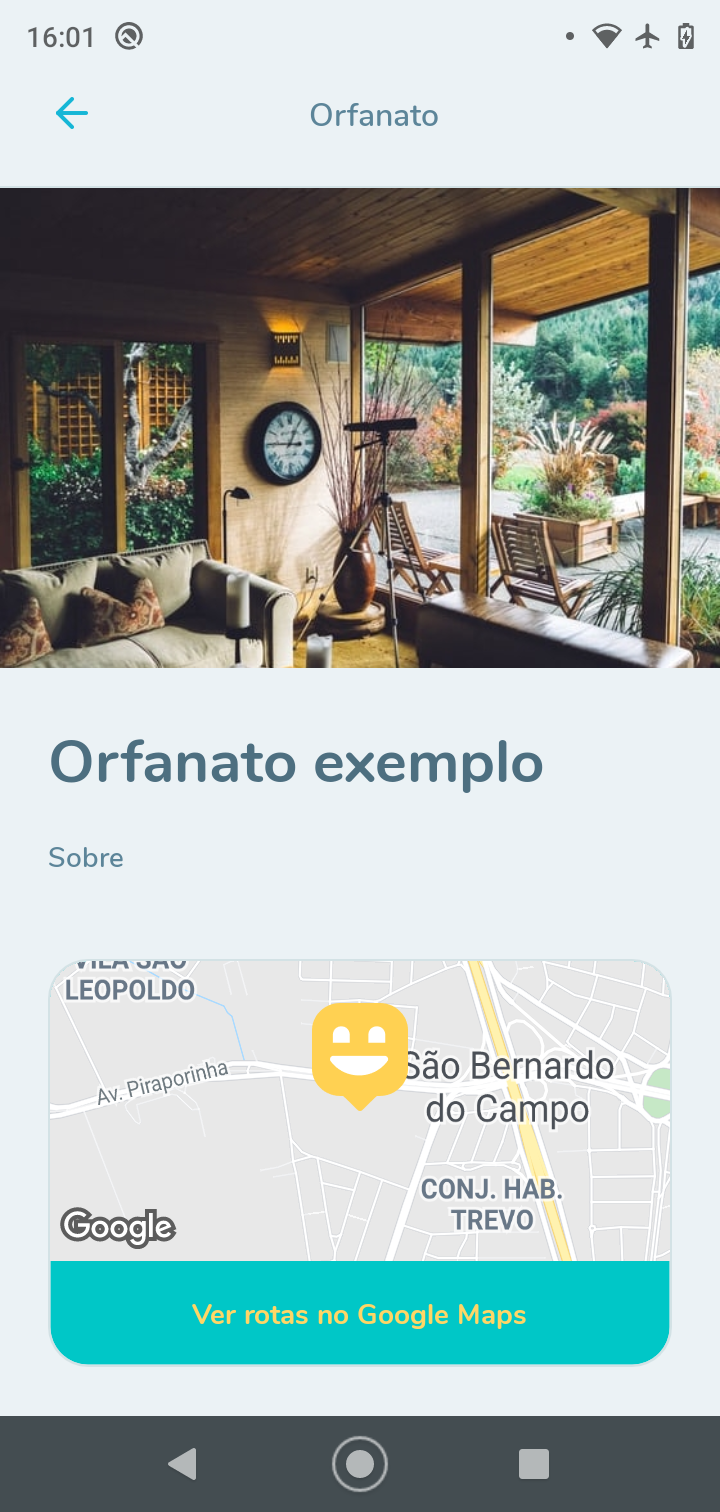 16:01
Orfanato
Orfanato exemplo
Sobre
VILA SÃO
LEOPOLDO
Av. Piraporinha
São Bernardo
do Campo
CONJ. HAB.
TREVO
Google
Ver rotas no Google Maps